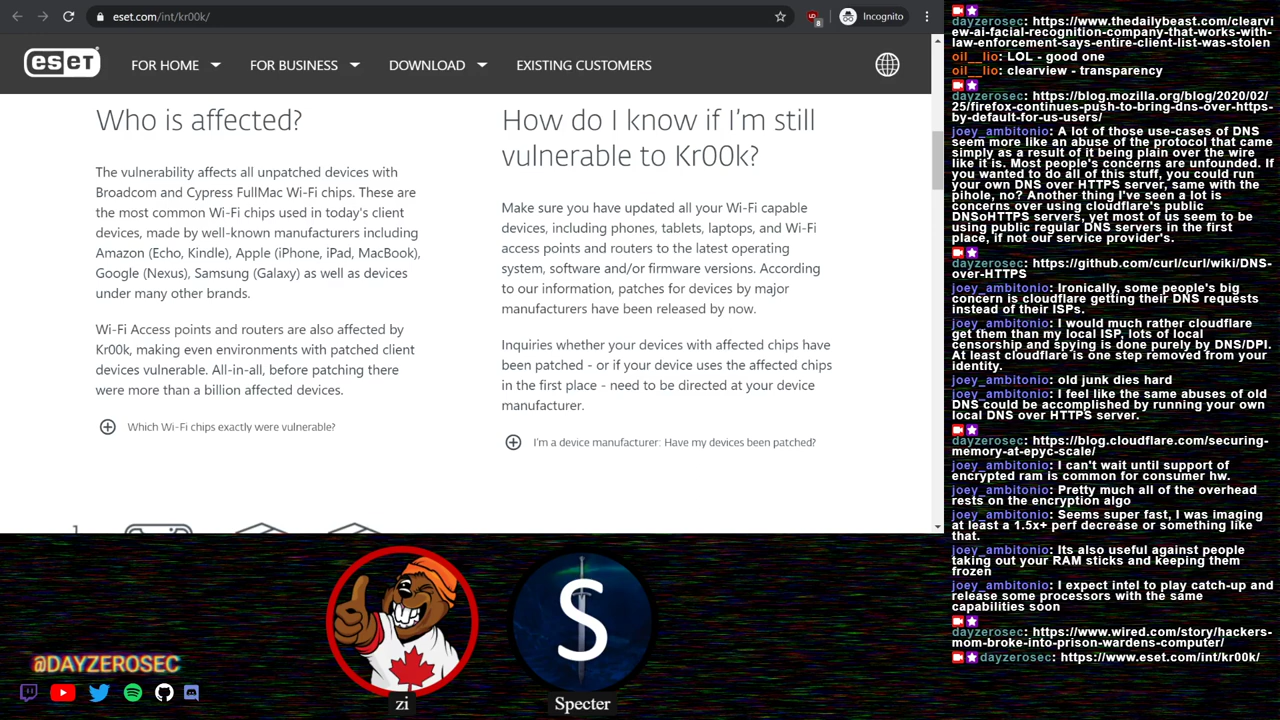 eset.com/int/kr00k/
8
Incognito
eseT
FOR HOME
FOR BUSINESS
DOWNLOAD
EXISTING CUSTOMERS
Who is affected?
The vulnerability affects all unpatched devices with
Broadcom and Cypress FullMac Wi-Fi chips. These are
the most common Wi-Fi chips used in today's client
devices, made by well-known manufacturers including
Amazon (Echo, Kindle), Apple (iPhone, iPad, MacBook),
Google (Nexus), Samsung (Galaxy) as well as devices
under many other brands.
Wi-Fi Access points and routers are also affected by
Kr00k, making even environments with patched client
devices vulnerable. All-in-all, before patching there
were more than a billion affected devices.
Which Wi-Fi chips exactly were vulnerable?
How do I know if I'm still
vulnerable to Kr00k?
Make sure you have updated all your Wi-Fi capable
devices, including phones, tablets, laptops, and Wi-Fi
access points and routers to the latest operating
system, software and/or firmware versions. According
to our information, patches for devices by major
manufacturers have been released by now.
Inquiries whether your devices with affected chips have
been patched - or if your device uses the affected chips
in the first place - need to be directed at your device
manufacturer.
I'm a device manufacturer: Have my devices been patched?
@DAYZEROSEC
zi
S
Specter
dayzerosec: https://www.thedailybeast.com/clearvi
ew-ai-facial-recognition-company-that-works-with-
law-enforcement-says-entire-client-list-was-stolen
oil__lio: LOL - good one
oil__lio: clearview - transparency
dayzerosec: https://blog.mozilla.org/blog/2020/02/
25/firefox-continues-push-to-bring-dns-over-https-
by-default-for-us-users/
joey_ambitonio: A lot of those use-cases of DNS
seem more like an abuse of the protocol that came
simply as a result of it being plain over the wire
like it is. Most people's concerns are unfounded. If
you wanted to do all of this stuff, you could run
your own DNS over HTTPS server, same with the
pihole, no? Another thing I've seen a lot is
concerns over using cloudflare's public
DNSoHTTPS servers, yet most of us seem to be
using public regular DNS servers in the first
place, if not our service provider's.
dayzerosec: https://github.com/curl/curl/wiki/DNS-
over-HTTPS
joey_ambitonio: Ironically, some people's big
concern is cloudflare getting their DNS requests
instead of their ISPs.
joey_ambitonio: I would much rather cloudflare
get them than my local ISP, lots of local
censorship and spying is done purely by DNS/DPI.
At least cloudflare is one step removed from your
identity.
joey_ambitonio: old junk dies hard
joey_ambitonio: I feel like the same abuses of old
DNS could be accomplished by running your own
local DNS over HTTPS server.
dayzerosec: https://blog.cloudflare.com/securing-
memory-at-epyc-scale/
joey_ambitonio: I can't wait until support of
encrypted ram is common for consumer hw.
joey_ambitonio: Pretty much all of the overhead
rests on the encryption algo
joey_ambitonio: Seems super fast, I was imaging
at least a 1.5x+ perf decrease or something like
that.
joey_ambitonio: Its also useful against people
taking out your RAM sticks and keeping them
frozen
joey_ambitonio: I expect intel to play catch-up and
release some processors with the same
capabilities soon
dayzerosec: https://www.wired.com/story/hackers-
mom-broke-into-prison-wardens-computer/
dayzerosec: https://www.eset.com/int/kr00k/